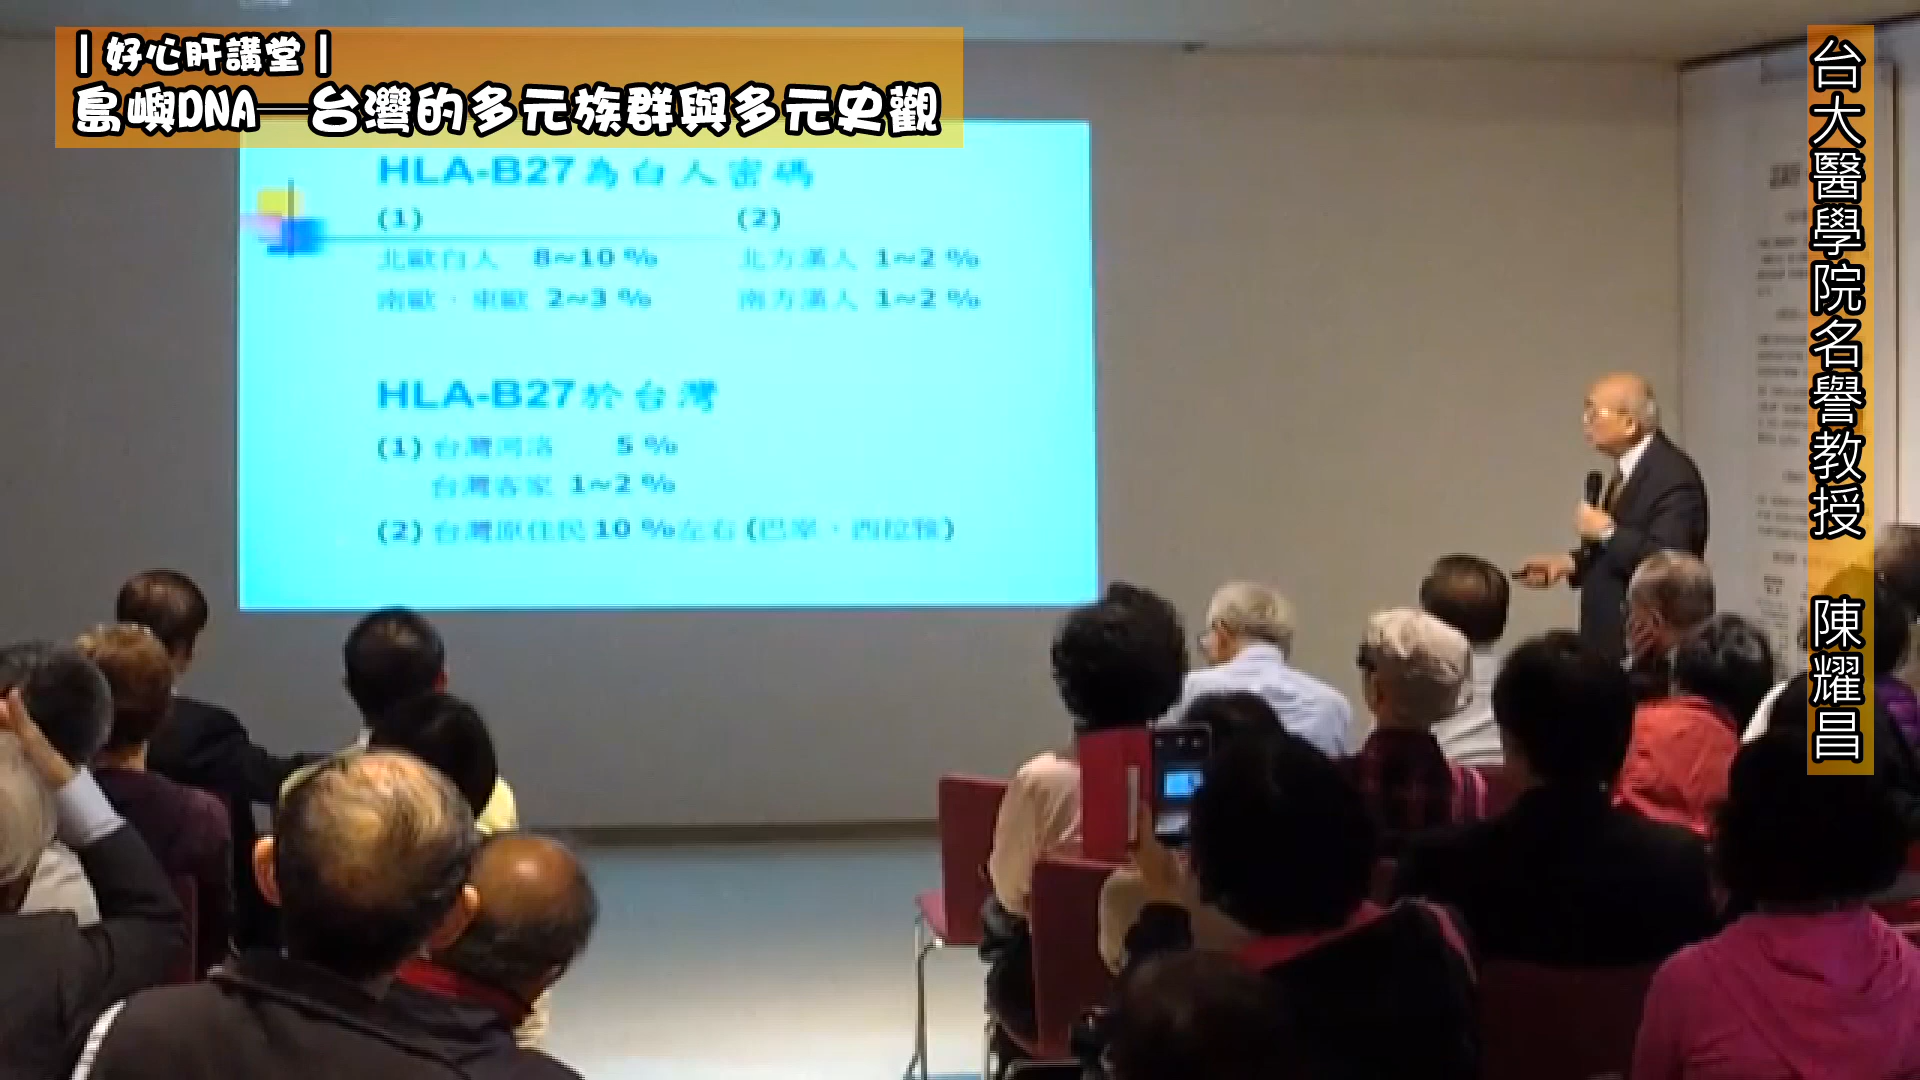 |好心肝講堂|
島嶼DNA—台灣的多元族群與多元史觀
HLA-B27為白人密碼
(1) (2)
北歐白人 8~10 % 北方漢人 1~2 %
南歐、東歐 2~3 % 南方漢人 1~2 %
HLA-B27於台灣
(1) 台灣河洛 5 %
台灣客家 1~2 %
(2) 台灣原住民10 %左右 (巴宰、西拉雅)
台大醫學院名譽教授 陳耀昌